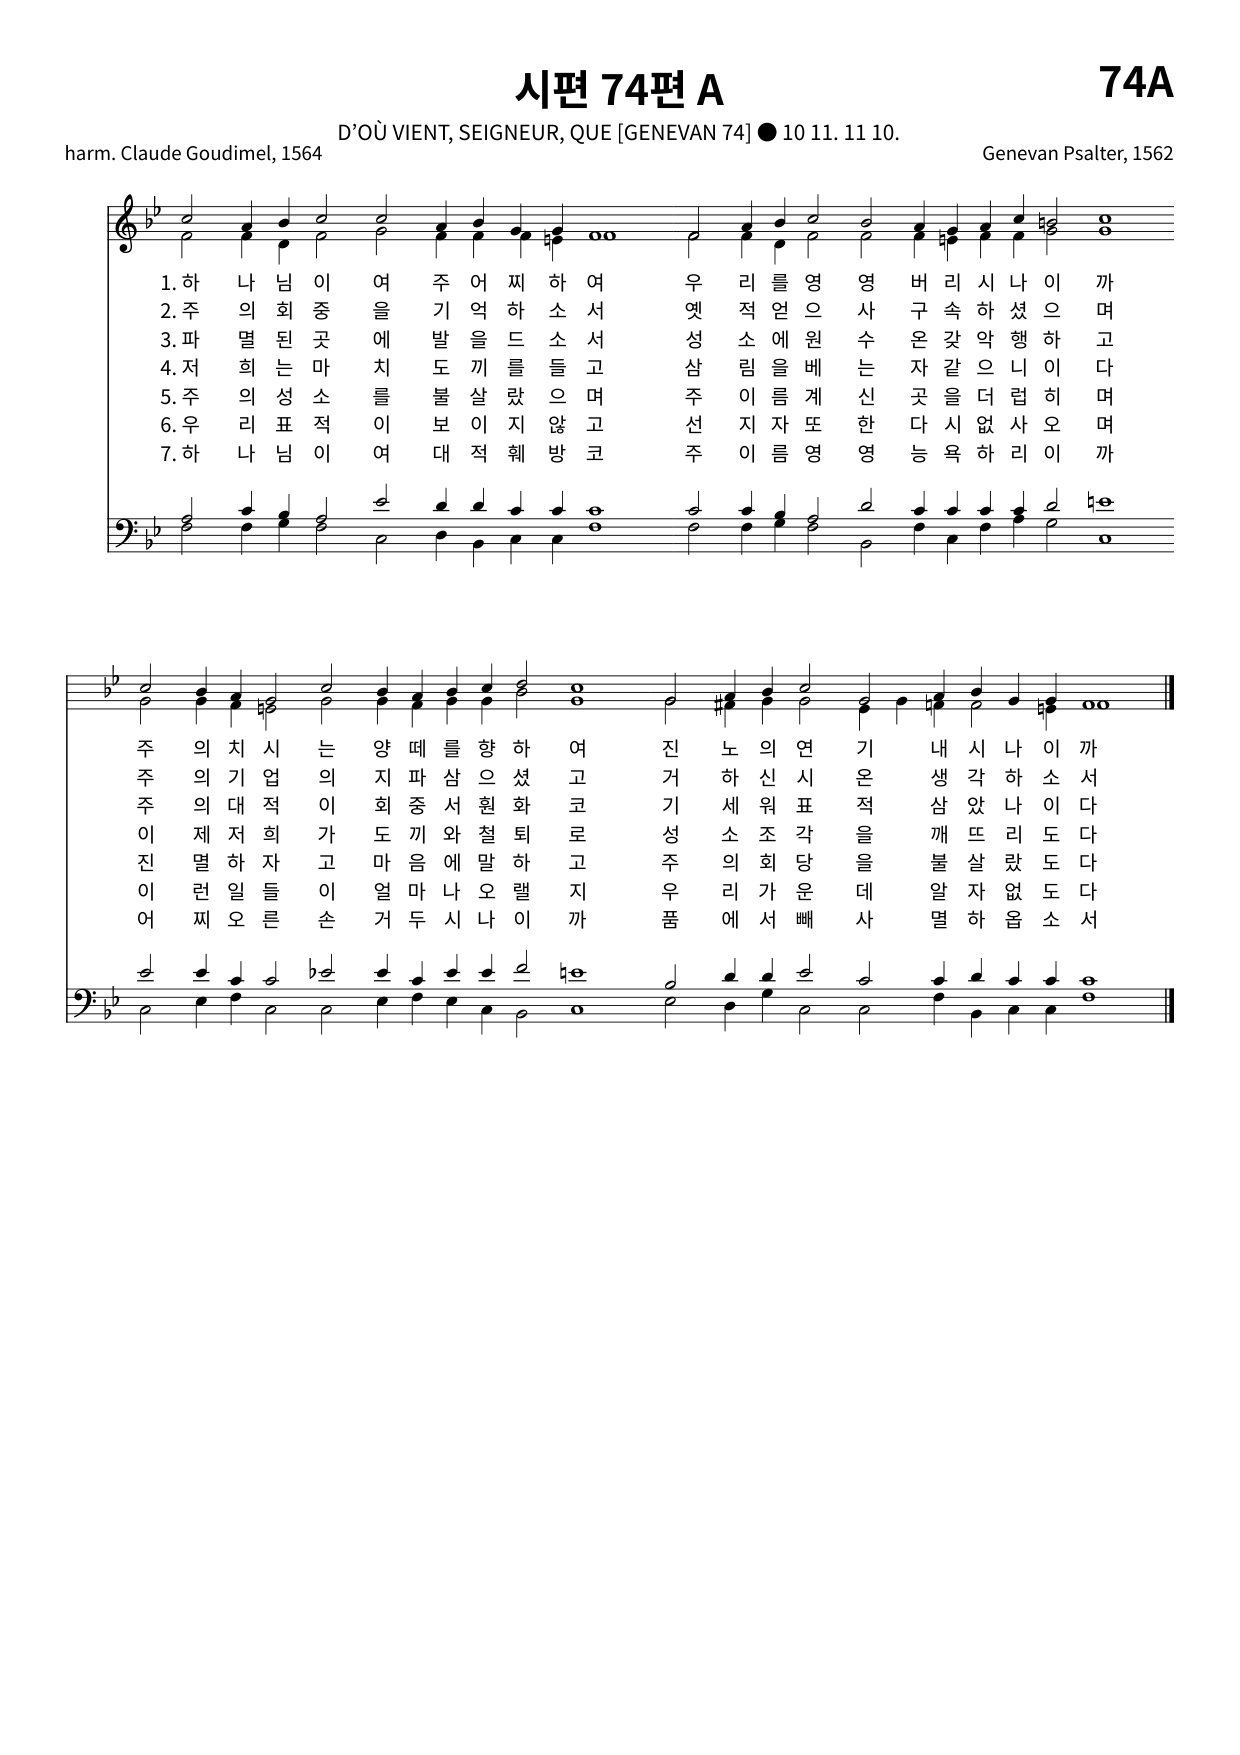 74A
시편 74편 A
D’OÙ VIENT, SEIGNEUR, QUE [GENEVAN 74] ● 10 11. 11 10.
harm. Claude Goudimel, 1564 Genevan Psalter, 1562
1. 하 나 님 이 여 주 어 찌 하 여 우 리 를 영 영 버 리 시 나 이 까
2. 주 의 회 중 을 기 억 하 소 서 옛 적 얻 으 사 구 속 하 셨 으 며
3. 파 멸 된 곳 에 발 을 드 소 서 성 소 에 원 수 온 갖 악 행 하 고
4. 저 희 는 마 치 도 끼 를 들 고 삼 림 을 베 는 자 같 으 니 이 다
5. 주 의 성 소 를 불 살 랐 으 며 주 이 름 계 신 곳 을 더 럽 히 며
6. 우 리 표 적 이 보 이 지 않 고 선 지 자 또 한 다 시 없 사 오 며
7. 하 나 님 이 여 대 적 훼 방 코 주 이 름 영 영 능 욕 하 리 이 까
주 의 치 시 는 양 떼 를 향 하 여 진 노 의 연 기 내 시 나 이 까
주 의 기 업 의 지 파 삼 으 셨 고 거 하 신 시 온 생 각 하 소 서
주 의 대 적 이 회 중 서 훤 화 코 기 세 워 표 적 삼 았 나 이 다
이 제 저 희 가 도 끼 와 철 퇴 로 성 소 조 각 을 깨 뜨 리 도 다
진 멸 하 자 고 마 음 에 말 하 고 주 의 회 당 을 불 살 랐 도 다
이 런 일 들 이 얼 마 나 오 랠 지 우 리 가 운 데 알 자 없 도 다
어 찌 오 른 손 거 두 시 나 이 까 품 에 서 빼 사 멸 하 옵 소 서